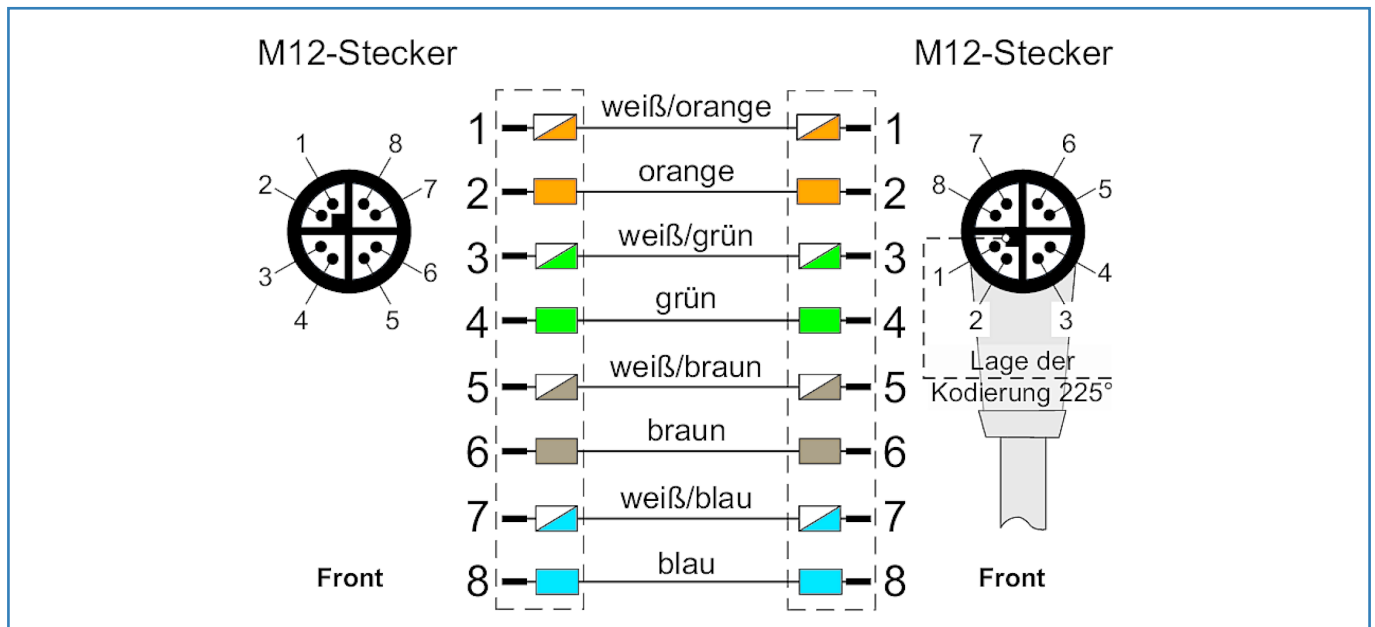 M12-Stecker
M12-Stecker
1 weiß/orange 1
2 orange 2
3 weiß/grün 3
4 grün 4
5 weiß/braun 5
6 braun 6
7 weiß/blau 7
8 blau 8
1 8
2 7
3 6
4 5
Front
7 6
8 5
1 4
2 3
Lage der
Kodierung 225°
Front